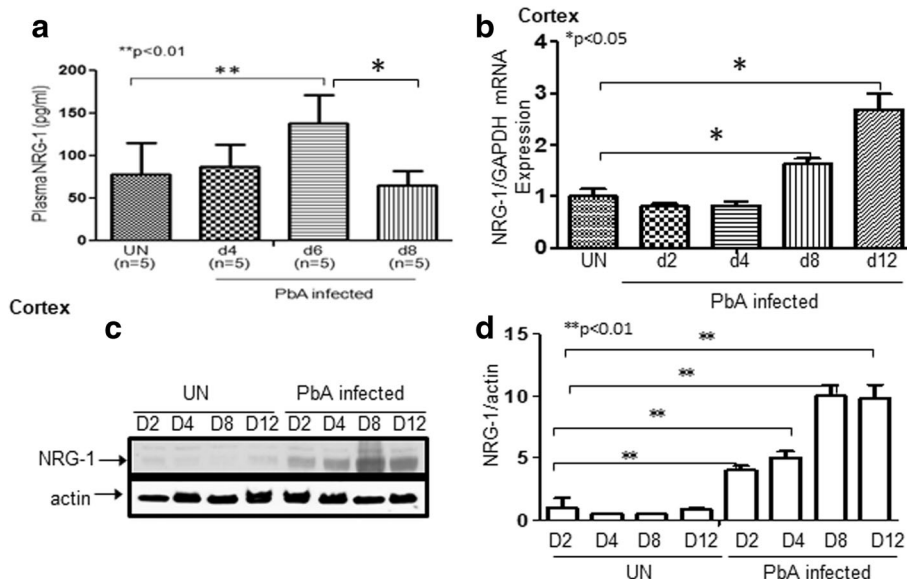 a
**p<0.01
**
*
Plasma NRG-1 (pg/ml)
200
150
100
50
0
UN d4 d6 d8
(n=5) (n=5) (n=5) (n=5)
PbA infected
b
Cortex
*p<0.05
*
*
NRG-1/GAPDH mRNA
Expression
4
3
2
1
0
UN d2 d4 d8 d12
PbA infected
Cortex
c
UN PbA infected
D2 D4 D8 D12 D2 D4 D8 D12
NRG-1
actin
d
**p<0.01
**
**
**
**
NRG-1/actin
15
10
5
0
D2 D4 D8 D12 D2 D4 D8 D12
UN PbA infected